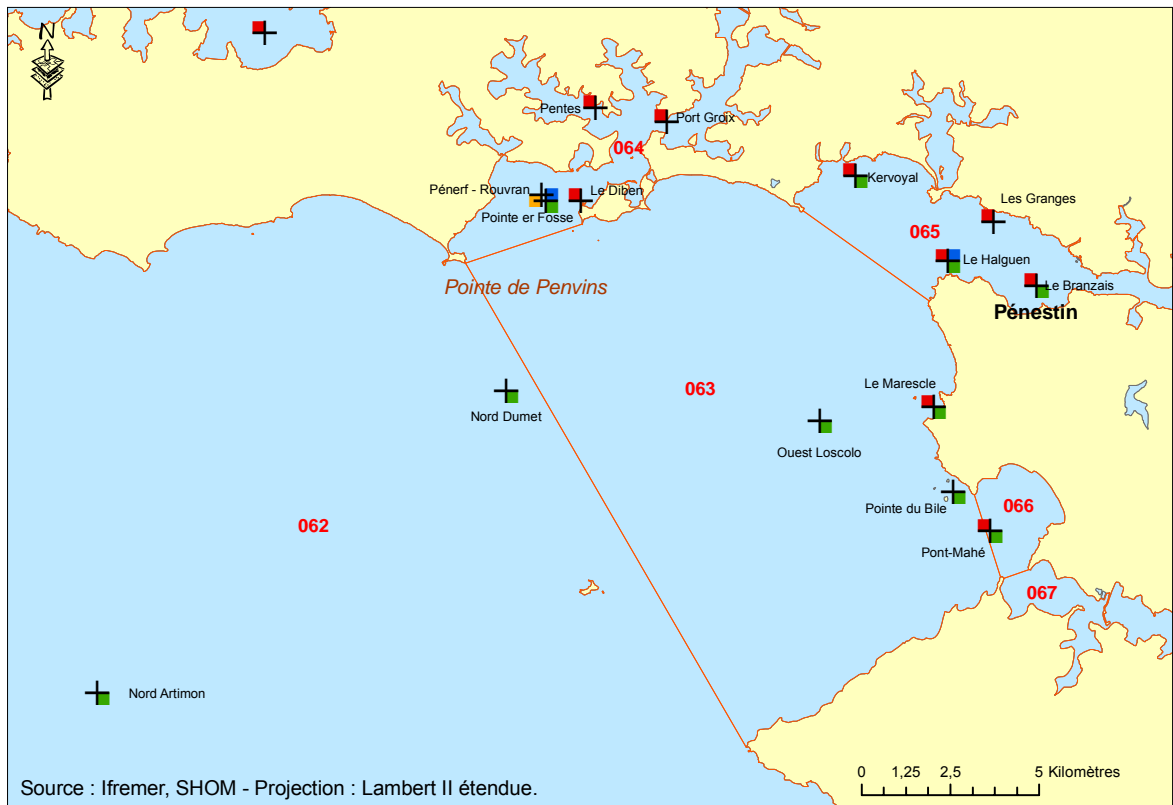 N
Pentes
Port Groix
064
Pénerf - Rouvran
Le Diben
Kervoyal
Pointe er Fosse
Les Granges
065
Le Halguen
Pointe de Penvins
Le Branzais
Pénestin
063
Le Marescle
Nord Dumet
Ouest Loscolo
062
066
Pointe du Bile
Pont-Mahé
067
Nord Artimon
0 1,25 2,5 5 Kilomètres
Source : Ifremer, SHOM - Projection : Lambert II étendue.